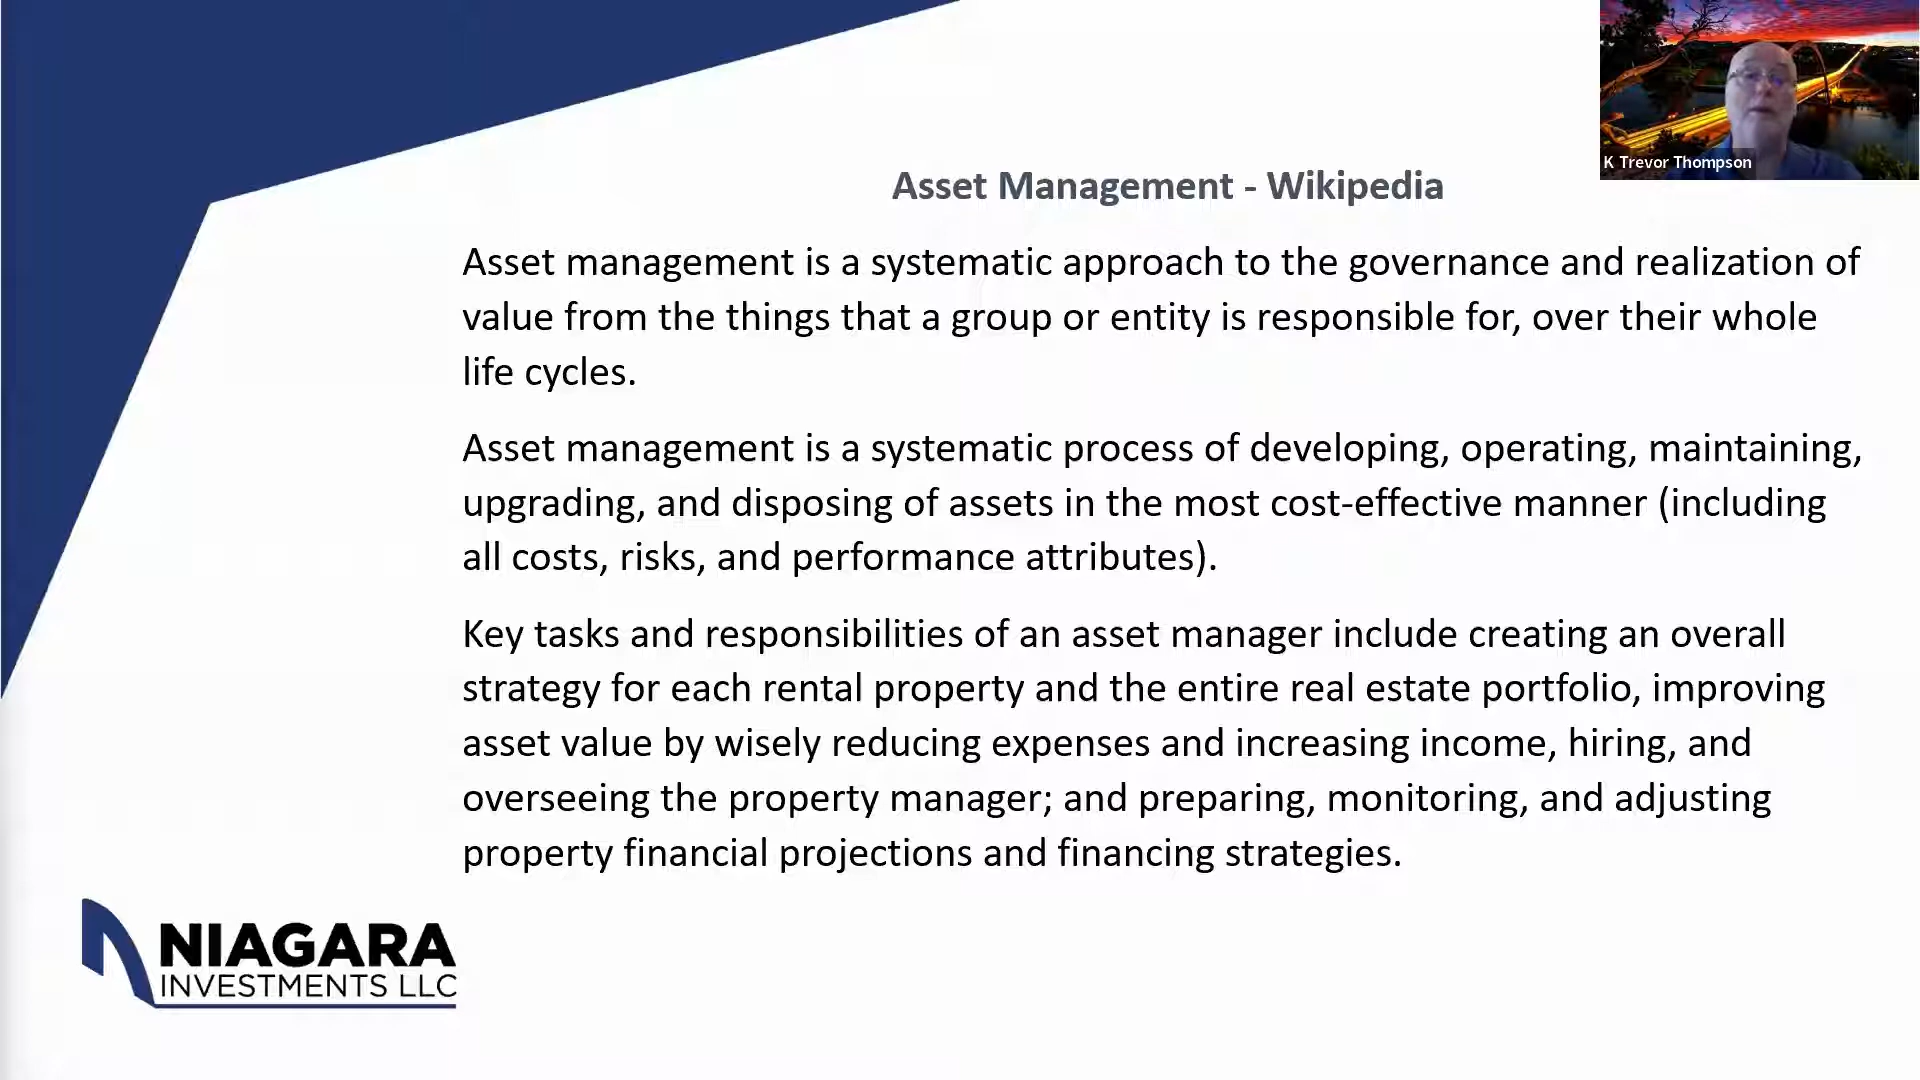 K Trevor Thompson
Asset Management - Wikipedia
Asset management is a systematic approach to the governance and realization of
value from the things that a group or entity is responsible for, over their whole
life cycles.
Asset management is a systematic process of developing, operating, maintaining,
upgrading, and disposing of assets in the most cost-effective manner (including
all costs, risks, and performance attributes).
Key tasks and responsibilities of an asset manager include creating an overall
strategy for each rental property and the entire real estate portfolio, improving
asset value by wisely reducing expenses and increasing income, hiring, and
overseeing the property manager; and preparing, monitoring, and adjusting
property financial projections and financing strategies.
NIAGARA
INVESTMENTS LLC